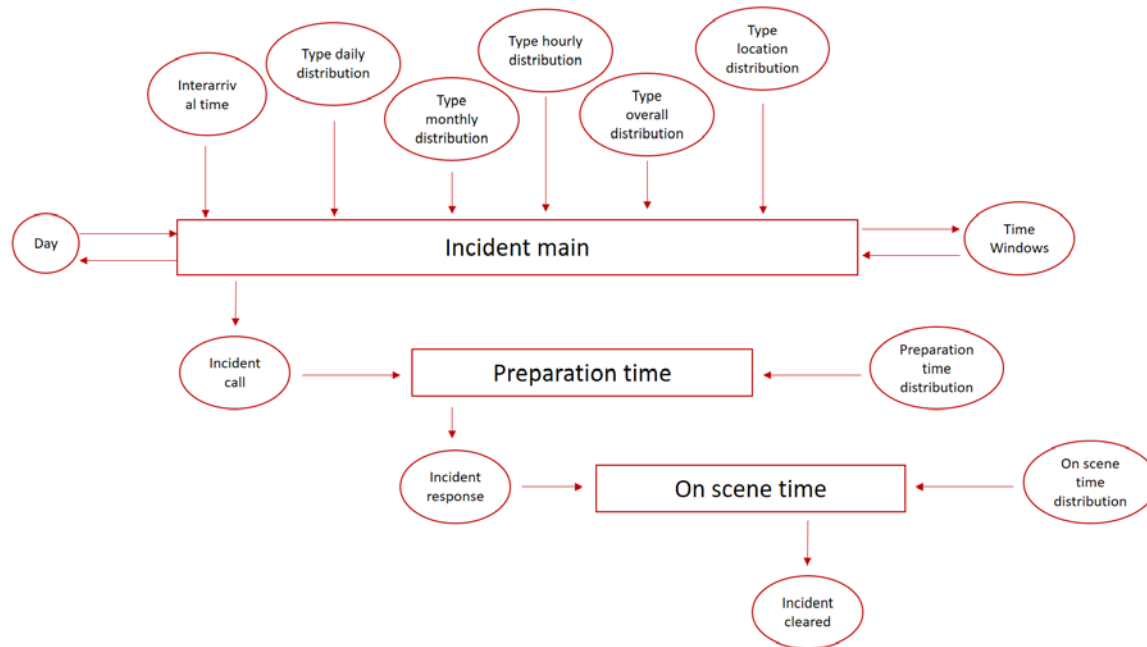 Interarriv
al time
Type daily
distribution
Type
monthly
distribution
Type hourly
distribution
Type
overall
distribution
Type
location
distribution
Day
Incident main
Time
Windows
Incident
call
Preparation time
Preparation
time
distribution
Incident
response
On scene time
On scene
time
distribution
Incident
cleared